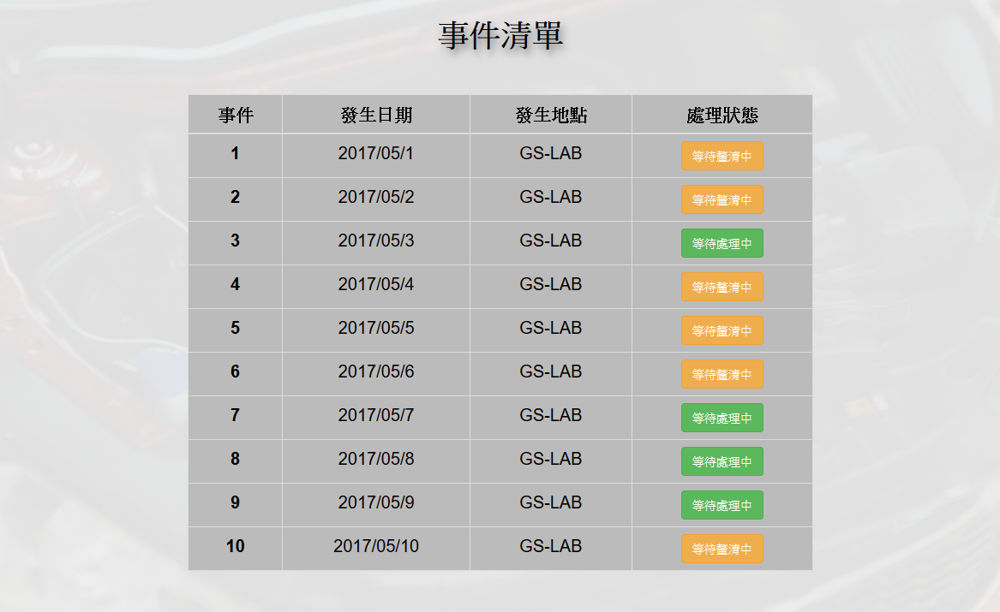 事件清單
事件 發生日期 發生地點 處理狀態
1 2017/05/1 GS-LAB 等待釐清中
2 2017/05/2 GS-LAB 等待釐清中
3 2017/05/3 GS-LAB 等待處理中
4 2017/05/4 GS-LAB 等待釐清中
5 2017/05/5 GS-LAB 等待釐清中
6 2017/05/6 GS-LAB 等待釐清中
7 2017/05/7 GS-LAB 等待處理中
8 2017/05/8 GS-LAB 等待處理中
9 2017/05/9 GS-LAB 等待處理中
10 2017/05/10 GS-LAB 等待釐清中